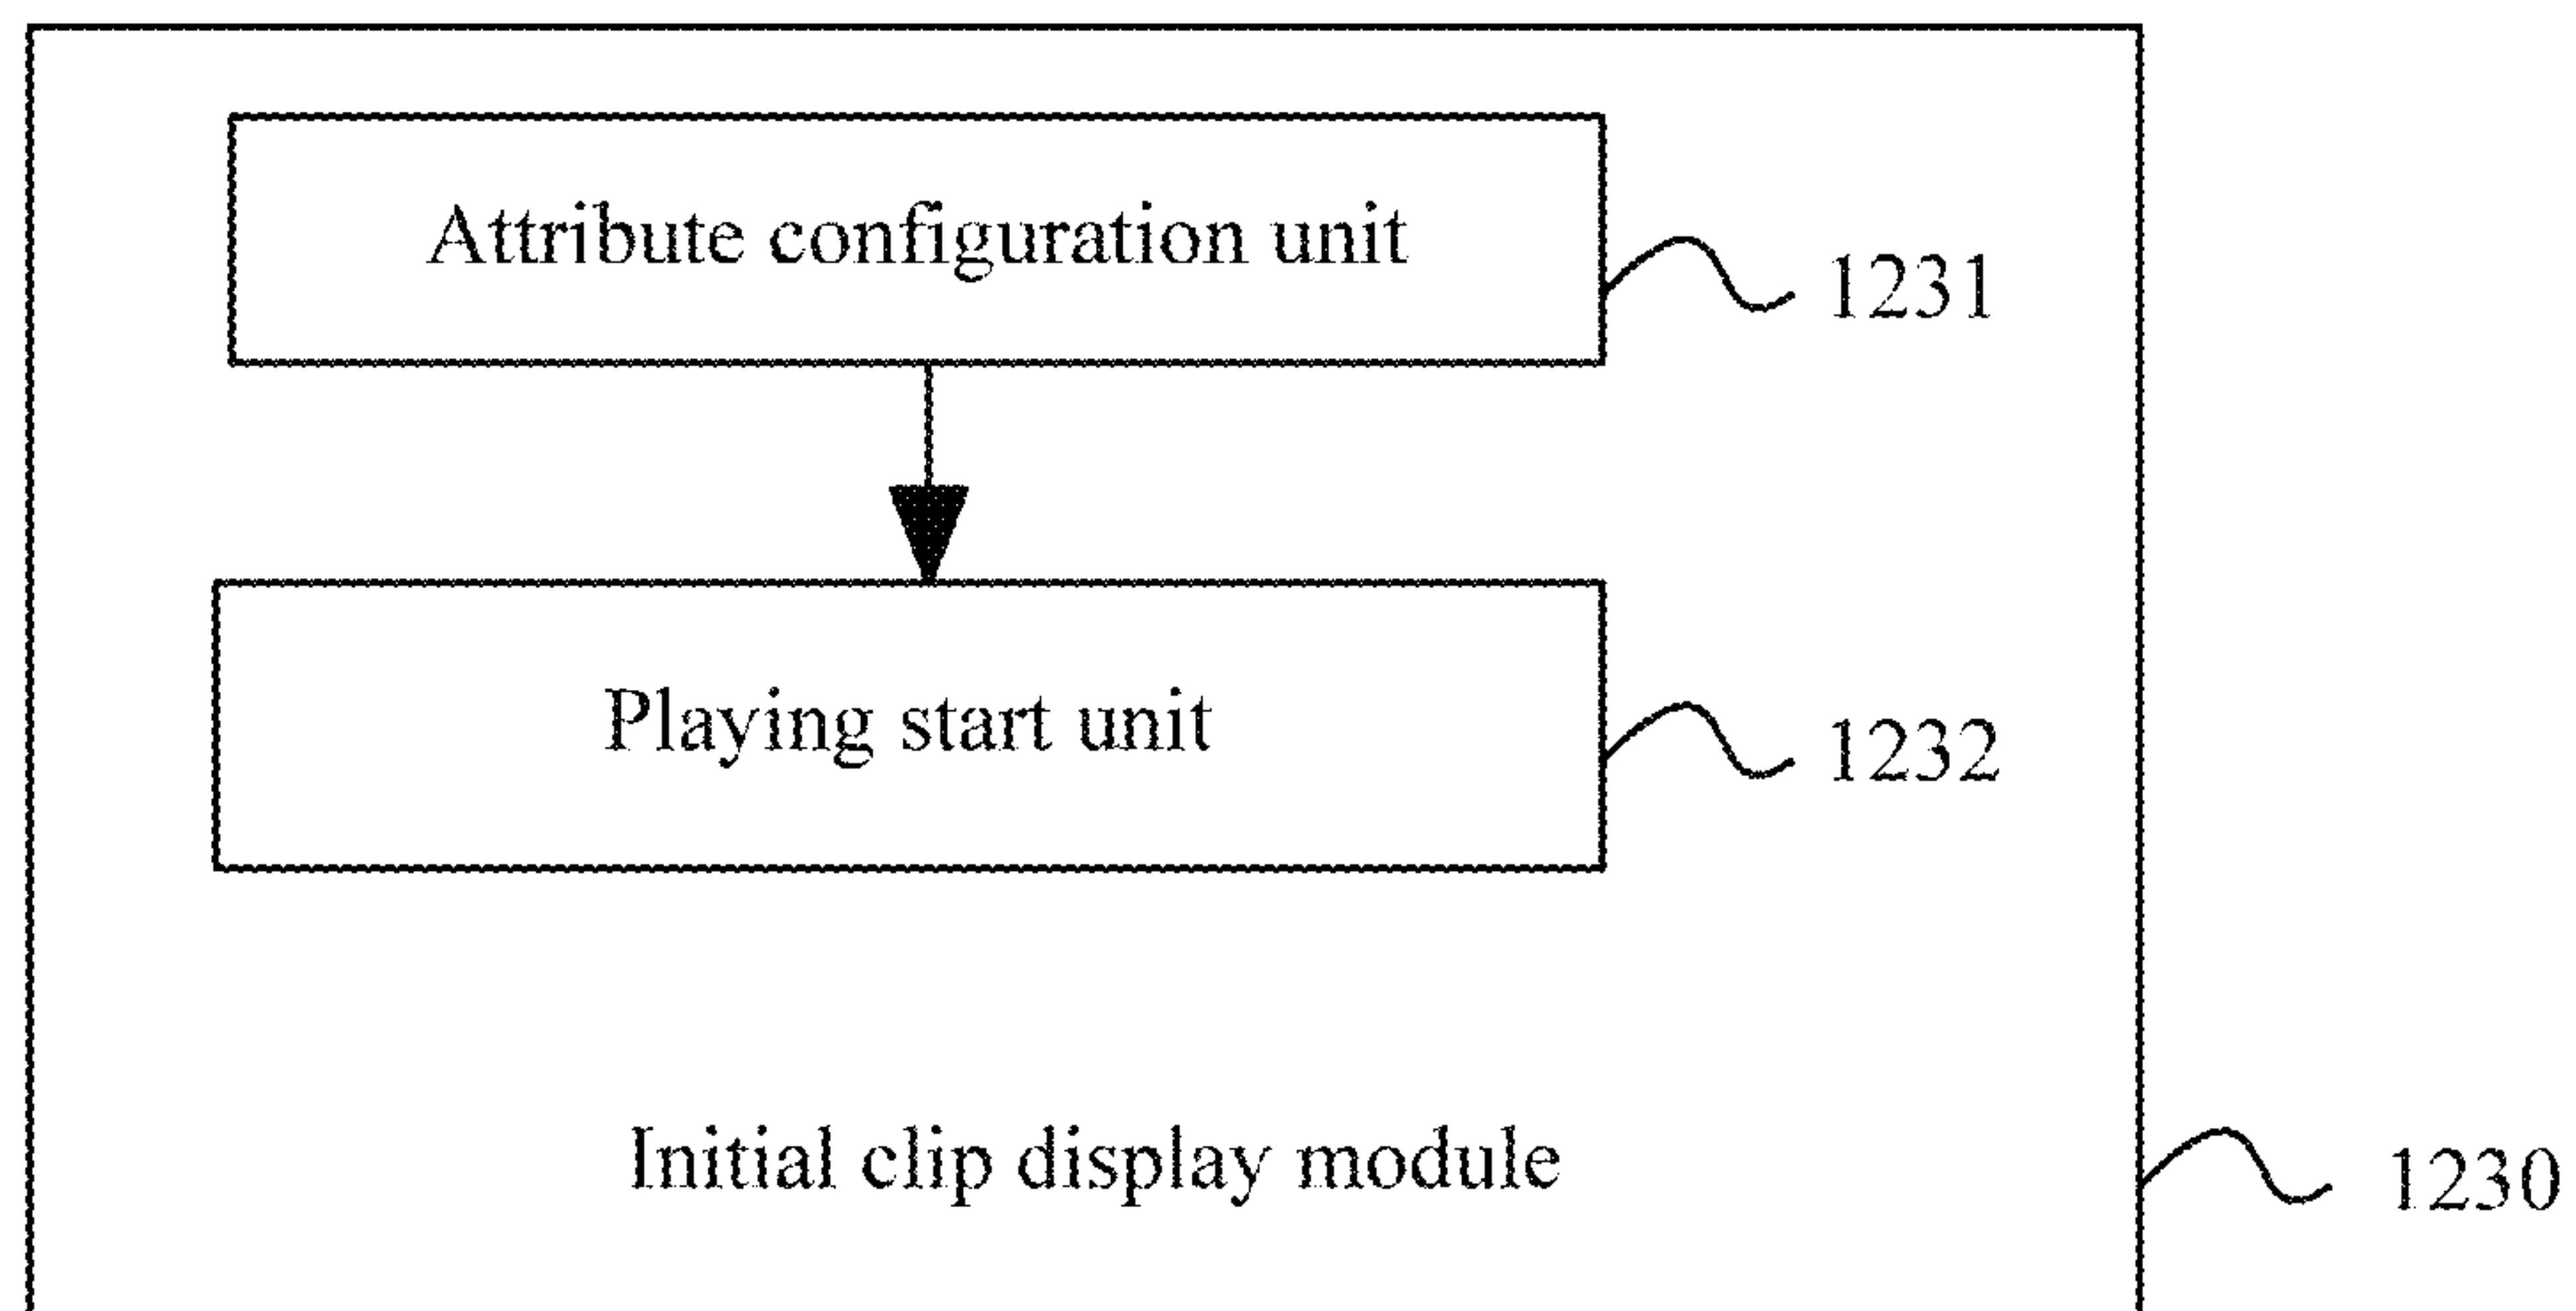 Attribute configuration unit
1231
Playing start unit
1232
Initial clip display module
1230